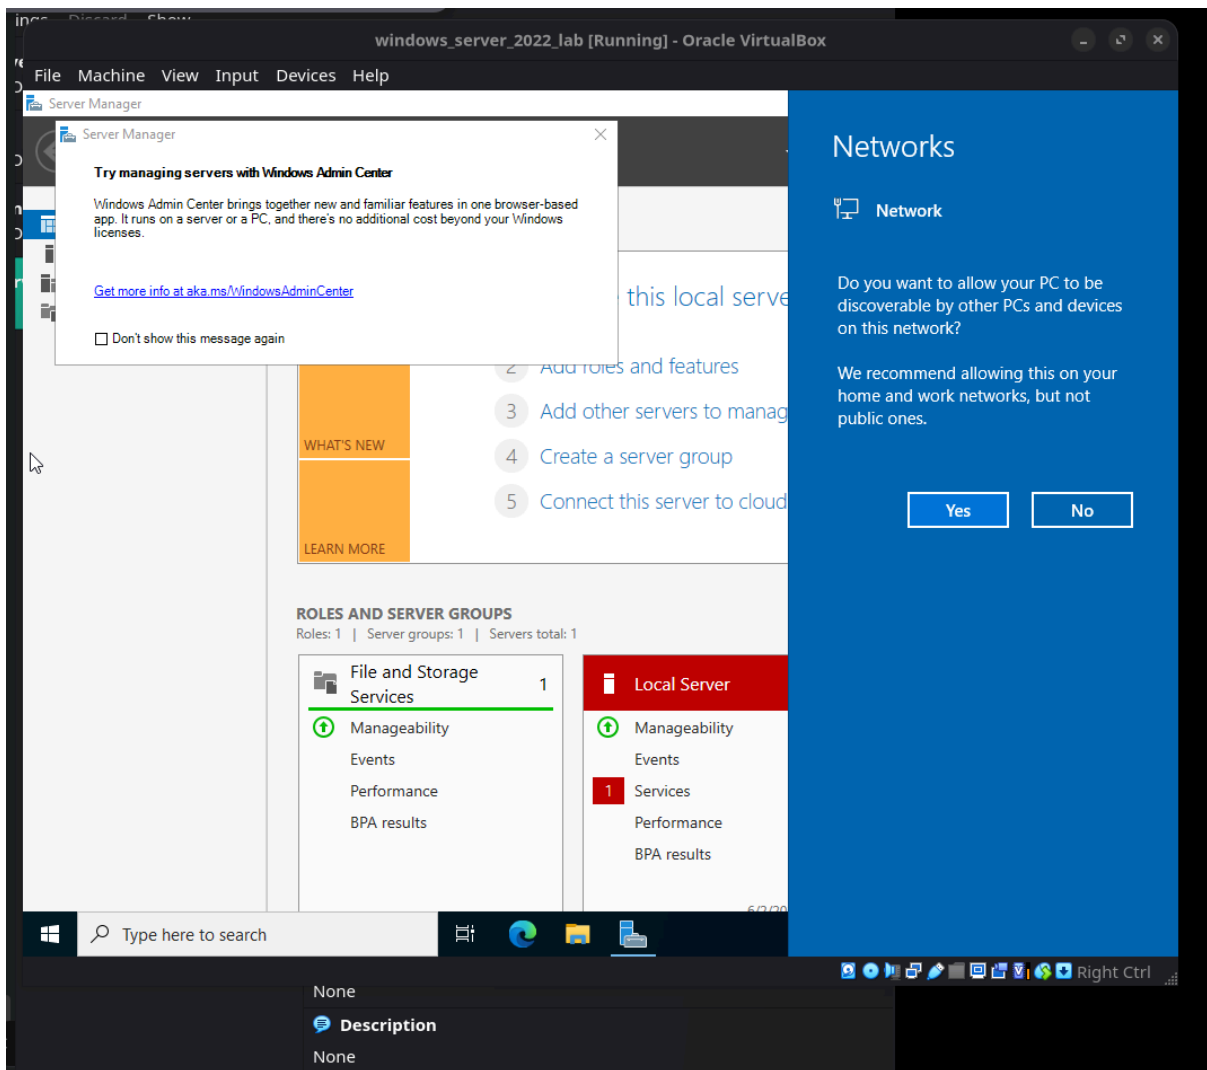 windows_server_2022_lab [Running] - Oracle VirtualBox
File Machine View Input Devices Help
Server Manager
Server Manager
Try managing servers with Windows Admin Center
Windows Admin Center brings together new and familiar features in one browser-based
app. It runs on a server or a PC, and there's no additional cost beyond your Windows
licenses.
Get more info at aka.ms/WindowsAdminCenter
Don't show this message again
this local serve
2 Add roles and features
3 Add other servers to manag
4 Create a server group
5 Connect this server to cloud
WHAT'S NEW
LEARN MORE
ROLES AND SERVER GROUPS
Roles: 1 | Server groups: 1 | Servers total: 1
File and Storage
Services
1
Manageability
Events
Performance
BPA results
Local Server
Manageability
Events
1 Services
Performance
BPA results
Networks
Network
Do you want to allow your PC to be
discoverable by other PCs and devices
on this network?
We recommend allowing this on your
home and work networks, but not
public ones.
Yes
No
Type here to search
Right Ctrl
None
Description
None